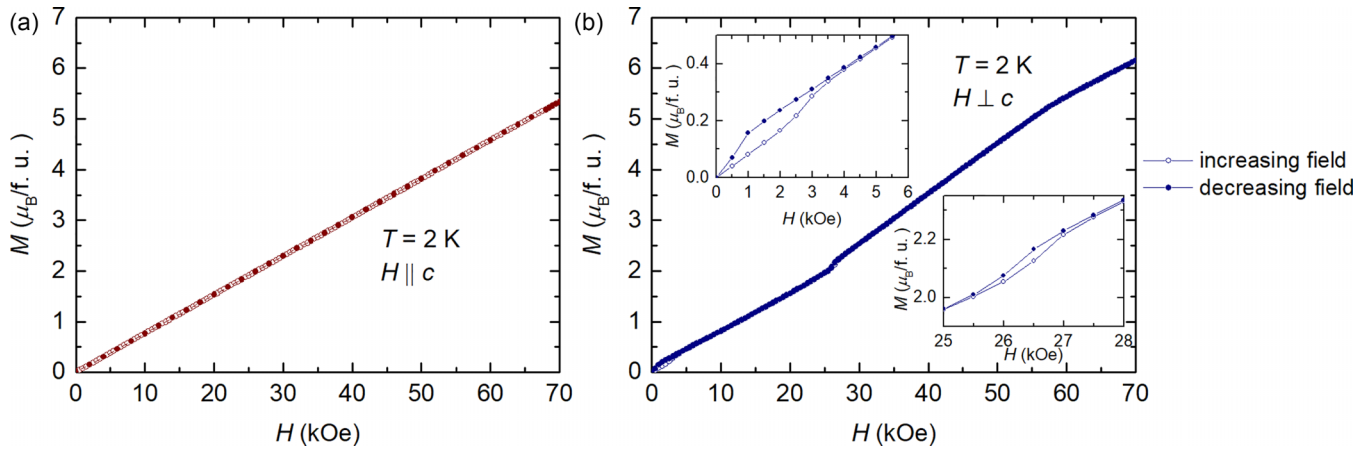 (a)
7
6
5
4
3
2
1
0
M (μB/f. u. )
0 10 20 30 40 50 60 70
H (kOe)
T = 2 K
H || c
(b)
7
6
5
4
3
2
1
0
M (μB/f. u. )
0 10 20 30 40 50 60 70
H (kOe)
T = 2 K
H ⊥ c
0.4
0.2
0.0
M (μB/f. u. )
0 1 2 3 4 5 6
H (kOe)
2.2
2.0
M (μB/f. u. )
25 26 27 28
H (kOe)
increasing field
decreasing field